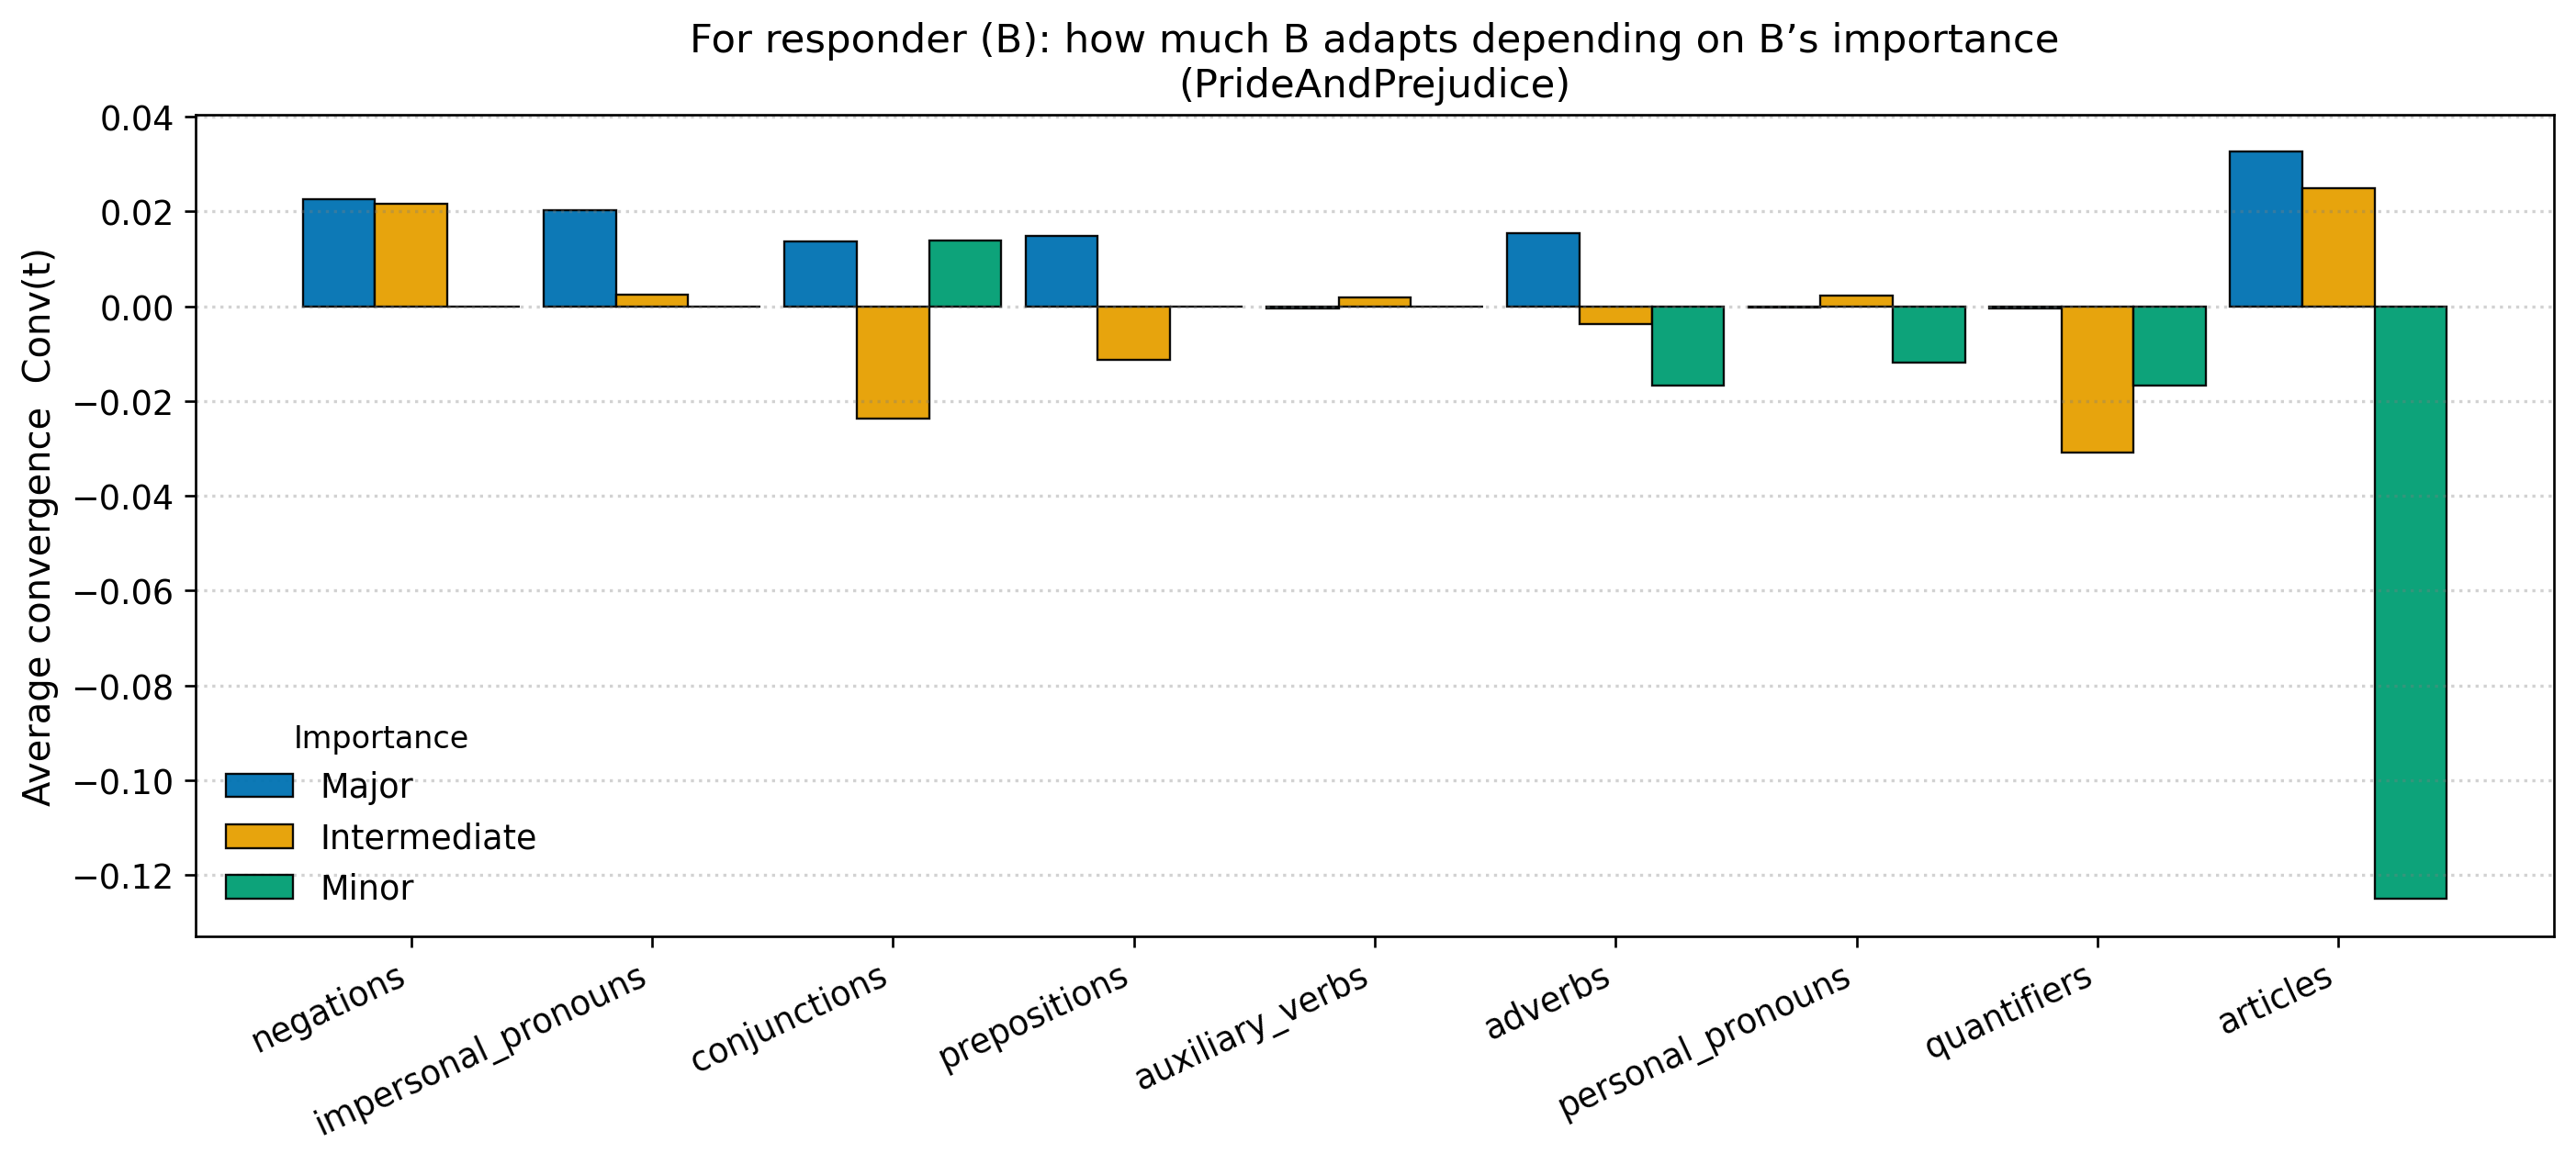 For responder (B): how much B adapts depending on B’s importance
(PrideAndPrejudice)
Average convergence  Conv(t)
0.04
0.02
0.00
−0.02
−0.04
−0.06
−0.08
−0.10
−0.12
Importance
Major
Intermediate
Minor
negations
impersonal_pronouns
conjunctions
prepositions
auxiliary_verbs
adverbs
personal_pronouns
quantifiers
articles